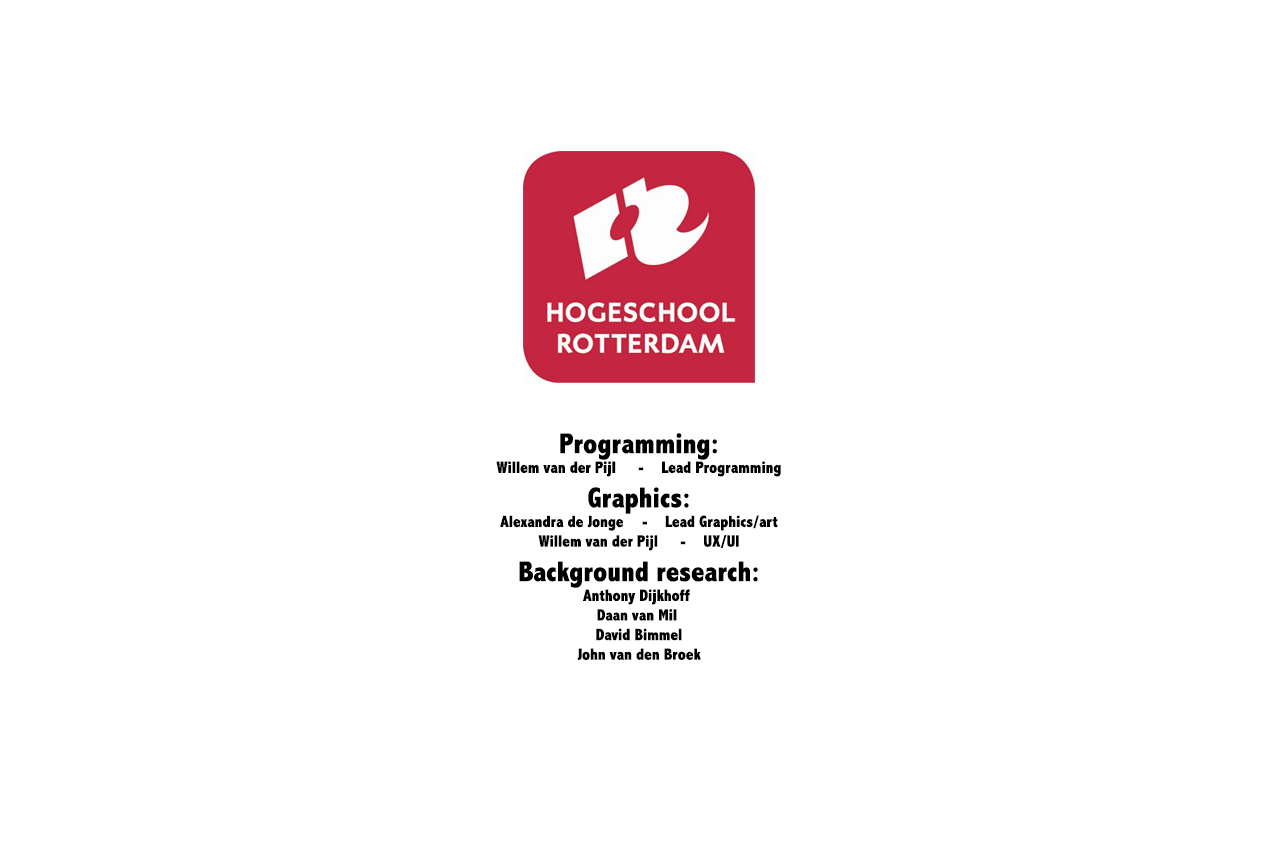 HOGESCHOOL
ROTTERDAM
Programming:
Willem van der Pijl - Lead Programming
Graphics:
Alexandra de Jonge - Lead Graphics/art
Willem van der Pijl - UX/UI
Background research:
Anthony Dijkhoff
Daan van Mil
David Bimmel
John van den Broek